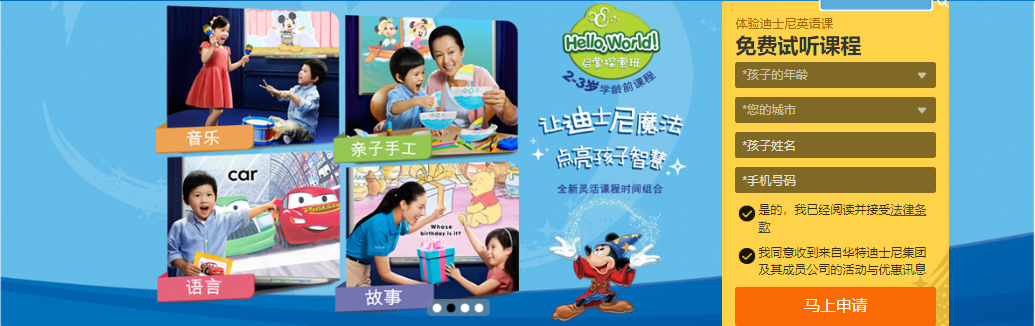 音乐
亲子手工
car
语言
Whose
birthday is it?
故事
Hello, World!
启蒙探索班
2-3岁学龄前课程
让迪士尼魔法
点亮孩子智慧
全新灵活课程时间组合
体验迪士尼英语课
免费试听课程
*孩子的年龄
*您的城市
*孩子姓名
*手机号码
是的，我已经阅读并接受法律条
款
我同意收到来自华特迪士尼集团
及其成员公司的活动与优惠讯息
马上申请